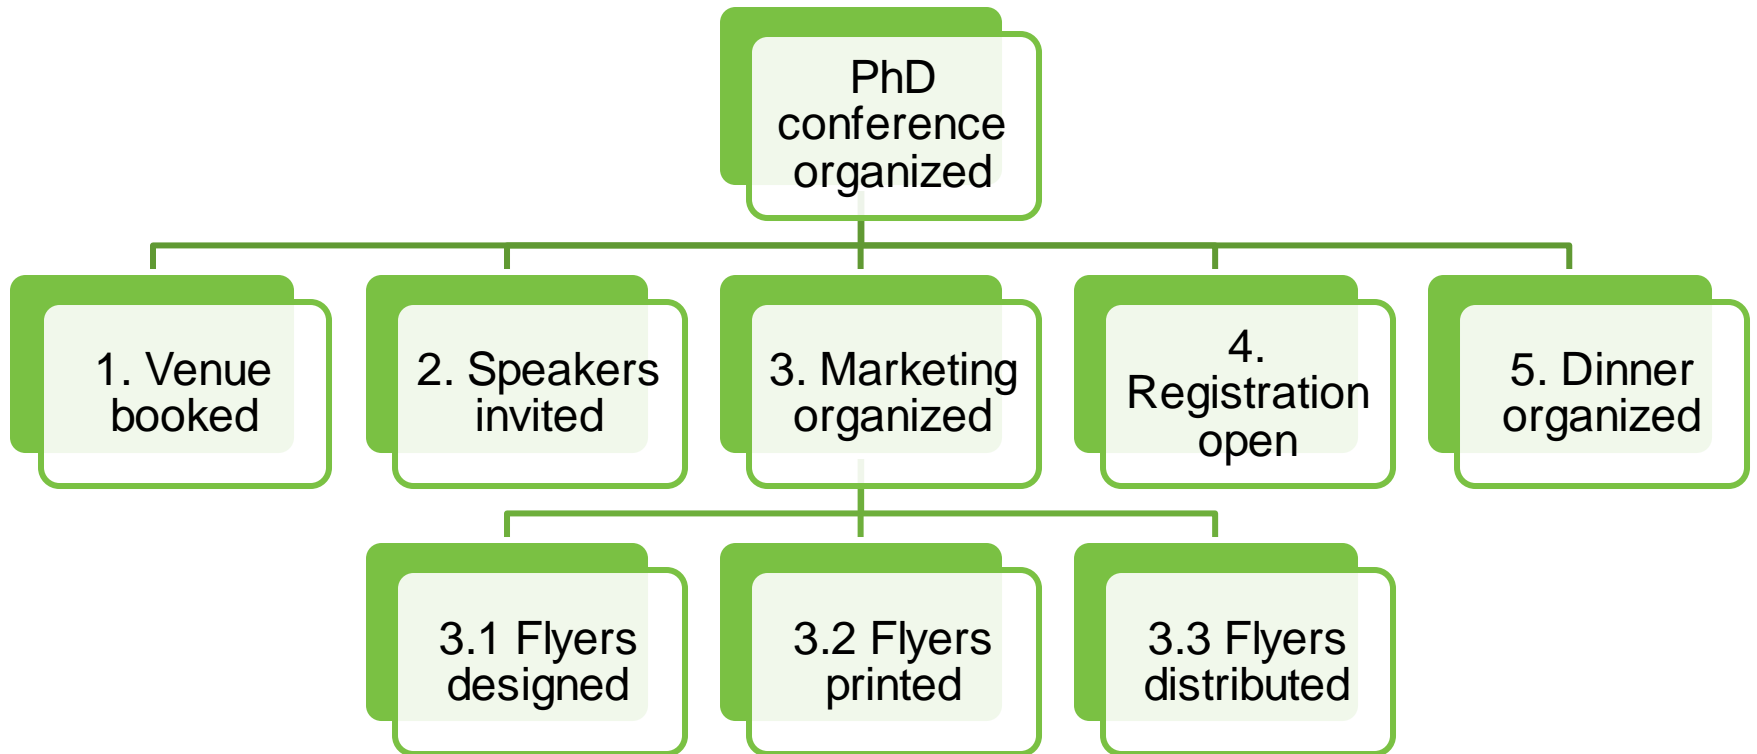 PhD
conference
organized
1. Venue
booked
2. Speakers
invited
3. Marketing
organized
4.
Registration
open
5. Dinner
organized
3.1 Flyers
designed
3.2 Flyers
printed
3.3 Flyers
distributed